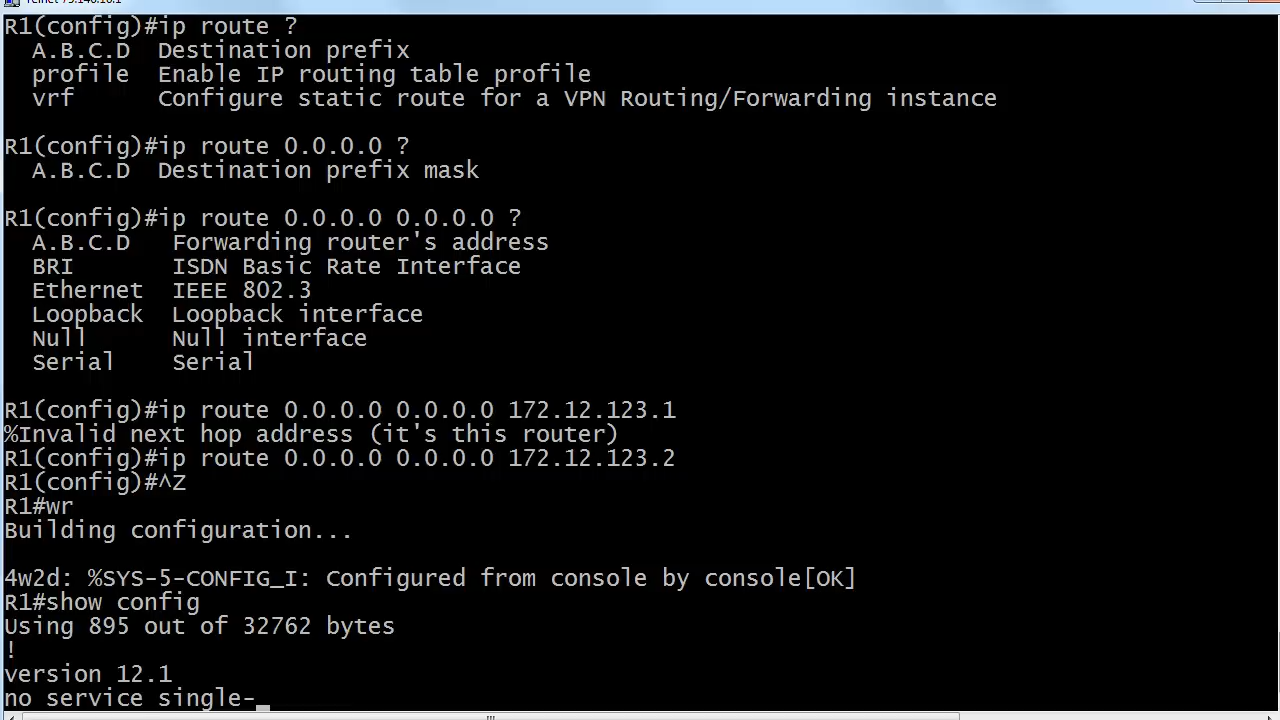 R1(config)#ip route ?
A.B.C.D Destination prefix
profile Enable IP routing table profile
vrf Configure static route for a VPN Routing/Forwarding instance
R1(config)#ip route 0.0.0.0 ?
A.B.C.D Destination prefix mask
R1(config)#ip route 0.0.0.0 0.0.0.0 ?
A.B.C.D Forwarding router's address
BRI ISDN Basic Rate Interface
Ethernet IEEE 802.3
Loopback Loopback interface
Null Null interface
Serial Serial
R1(config)#ip route 0.0.0.0 0.0.0.0 172.12.123.1
%Invalid next hop address (it's this router)
R1(config)#ip route 0.0.0.0 0.0.0.0 172.12.123.2
R1(config)#^Z
R1#wr
Building configuration...
4w2d: %SYS-5-CONFIG_I: Configured from console by console[OK]
R1#show config
Using 895 out of 32762 bytes
!
version 12.1
no service single-